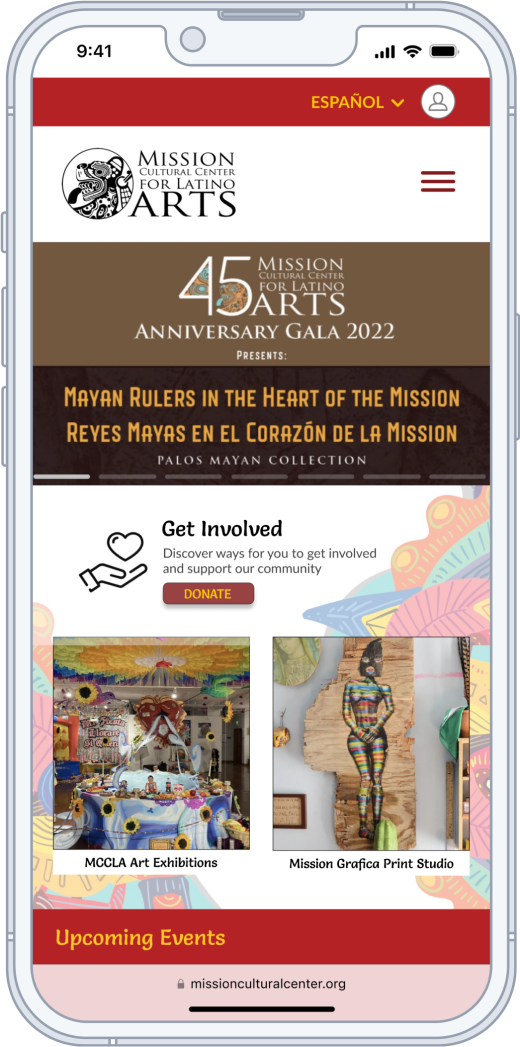 9:41
ESPAÑOL
MISSION
CULTURAL CENTER
FOR LATINO
ARTS
45
MISSION
CULTURAL CENTER
FOR LATINO
ARTS
ANNIVERSARY GALA 2022
PRESENTS:
MAYAN RULERS IN THE HEART OF THE MISSION
REYES MAYAS EN EL CORAZÓN DE LA MISSION
PALOS MAYAN COLLECTION
Get Involved
Discover ways for you to get involved
and support our community
DONATE
MCCLA Art Exhibitions
Mission Grafica Print Studio
Upcoming Events
missionculturalcenter.org